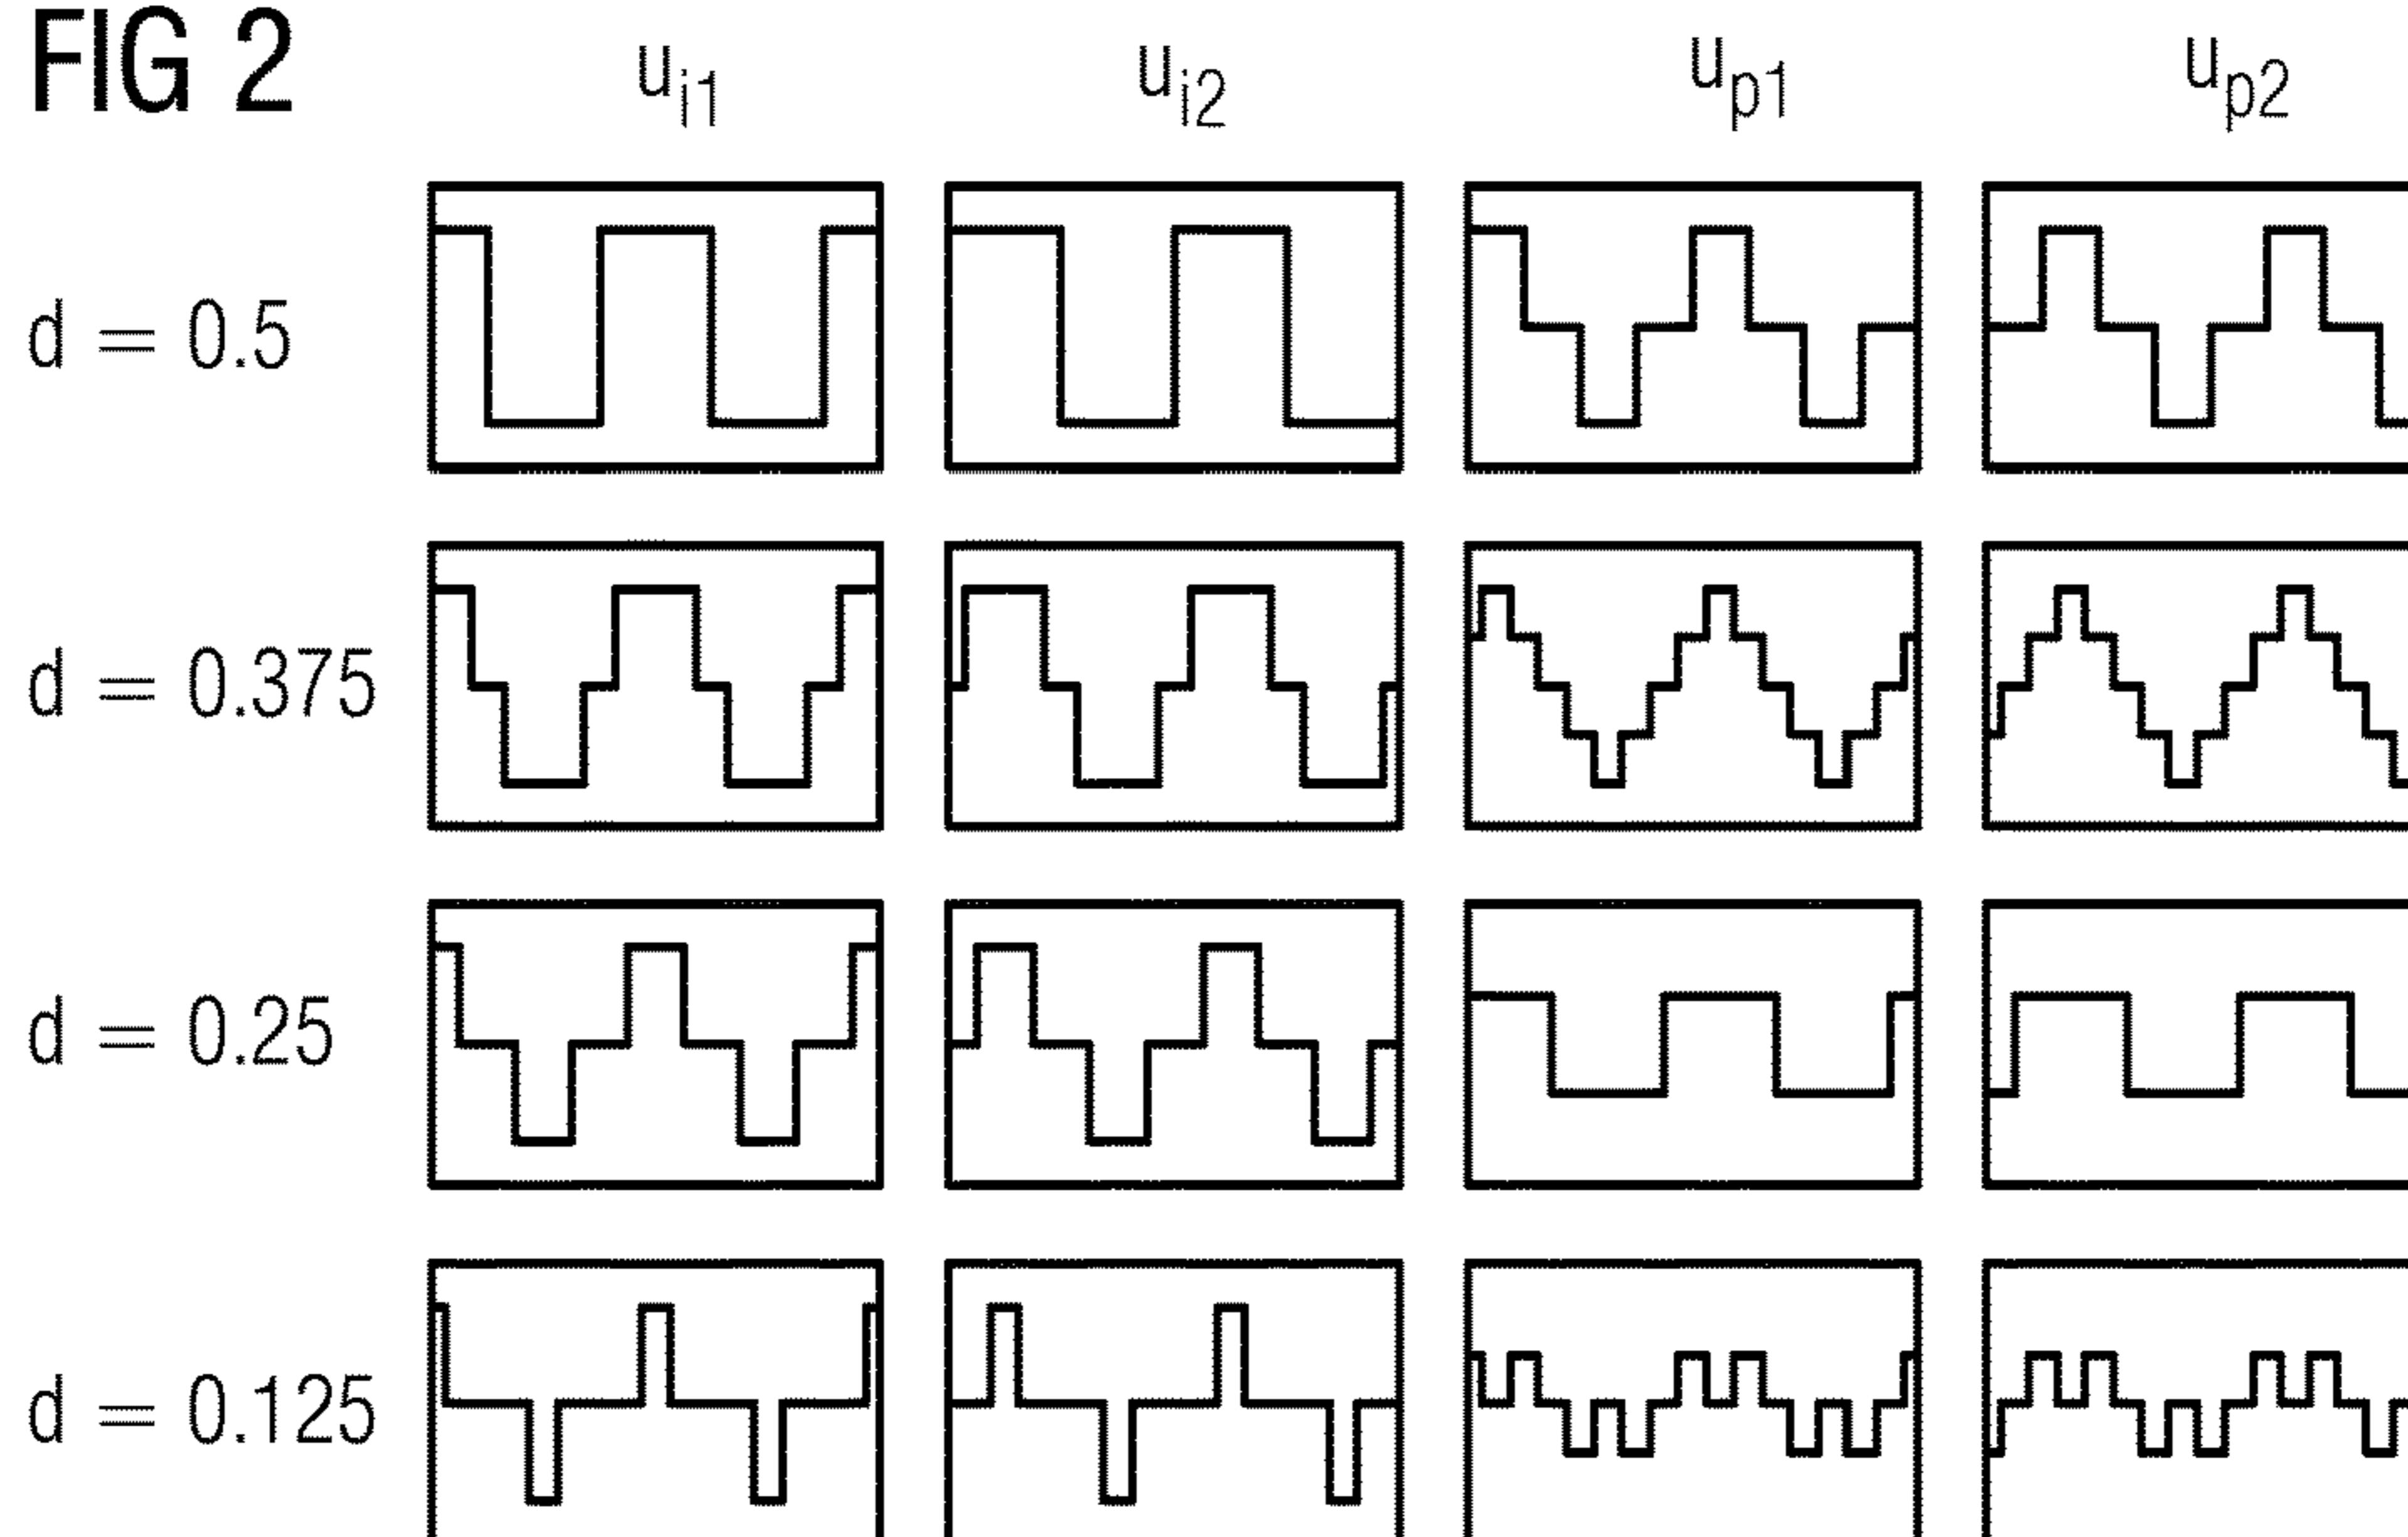 FIG 2
u_i1 u_i2 u_p1 u_p2
d = 0.5
d = 0.375
d = 0.25
d = 0.125